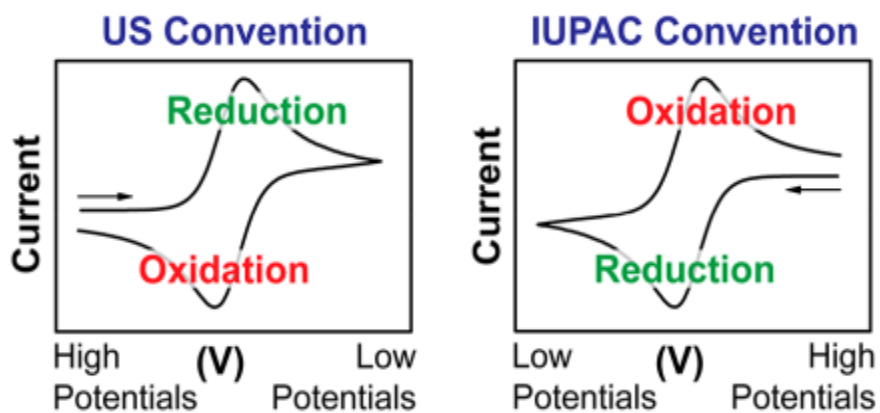 US Convention
Reduction
Oxidation
Current
High Potentials
(V)
Low Potentials
IUPAC Convention
Oxidation
Reduction
Current
Low Potentials
(V)
High Potentials